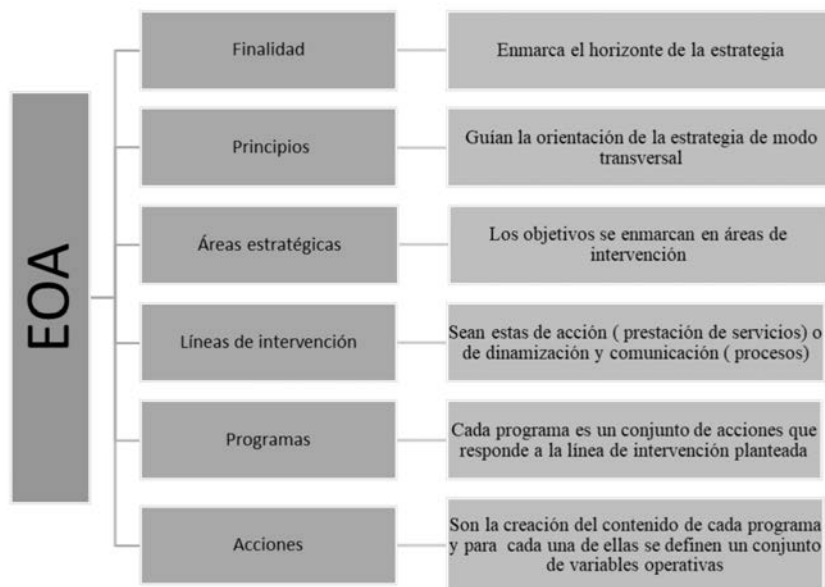 EOA
Finalidad
Enmarca el horizonte de la estrategia
Principios
Guían la orientación de la estrategia de modo
transversal
Áreas estratégicas
Los objetivos se enmarcan en áreas de
intervención
Líneas de intervención
Sean estas de acción ( prestación de servicios) o
de dinamización y comunicación ( procesos)
Programas
Cada programa es un conjunto de acciones que
responde a la línea de intervención planteada
Acciones
Son la creación del contenido de cada programa
y para cada una de ellas se definen un conjunto
de variables operativas